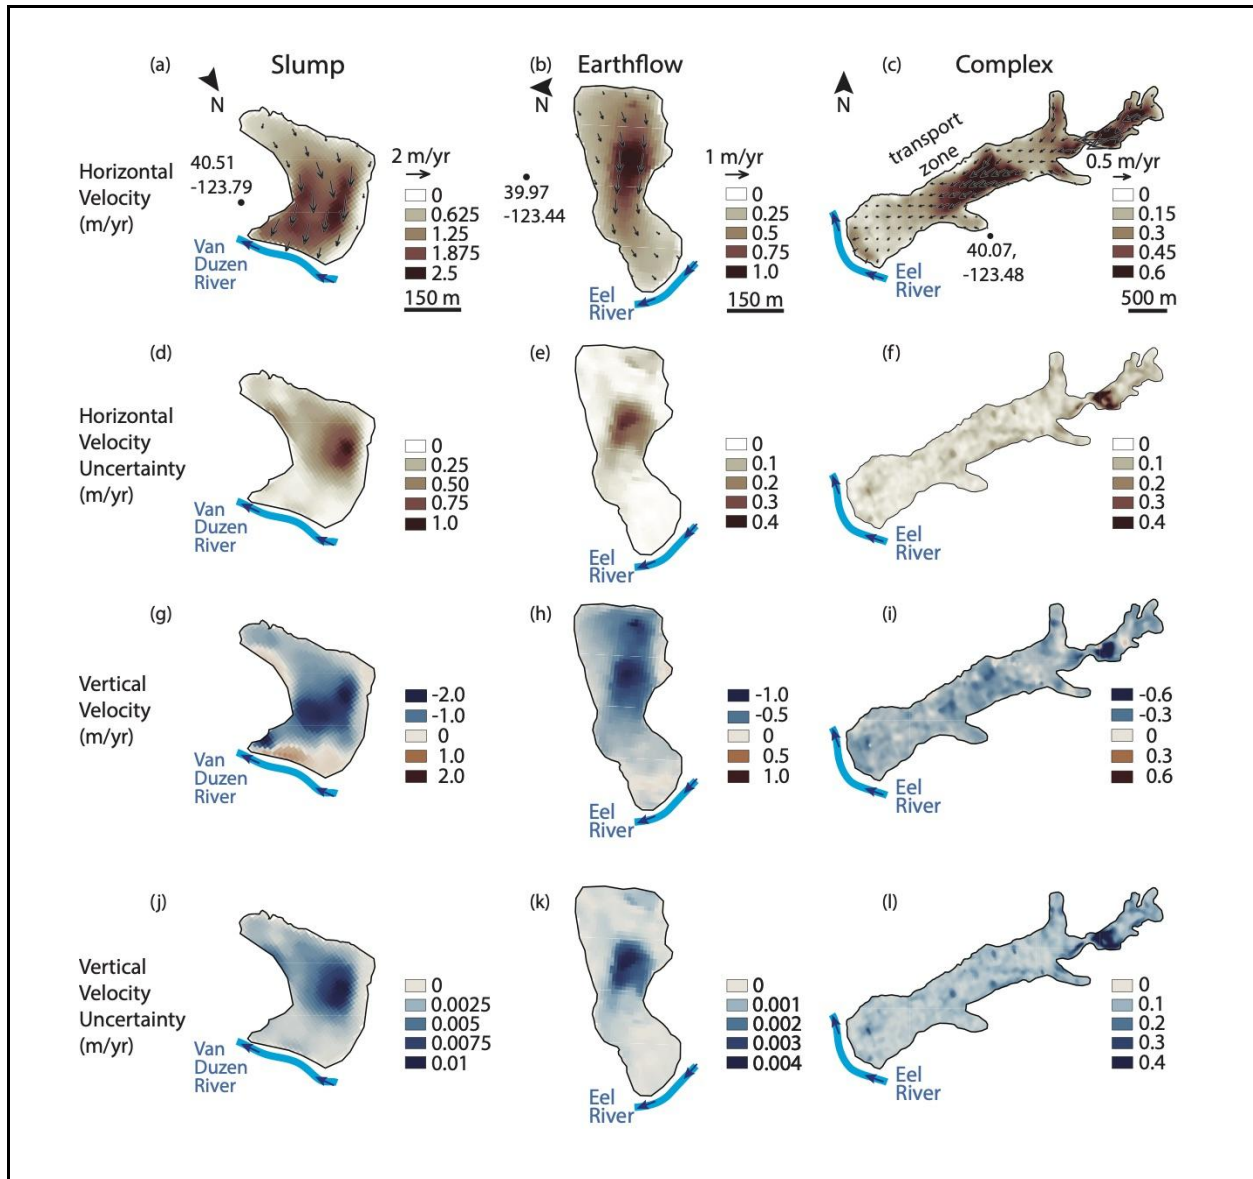 (a)
Slump
(b)
Earthflow
(c)
Complex
N
N
N
Horizontal
Velocity
(m/yr)
40.51
-123.79
Van
Duzen
River
2 m/yr
0
0.625
1.25
1.875
2.5
150 m
39.97
-123.44
Eel
River
1 m/yr
0
0.25
0.5
0.75
1.0
150 m
transport
zone
40.07,
-123.48
Eel
River
0.5 m/yr
0
0.15
0.3
0.45
0.6
500 m
(d)
(e)
(f)
Horizontal
Velocity
Uncertainty
(m/yr)
Van
Duzen
River
0
0.25
0.50
0.75
1.0
Eel
River
0
0.1
0.2
0.3
0.4
Eel
River
0
0.1
0.2
0.3
0.4
(g)
(h)
(i)
Vertical
Velocity
(m/yr)
Van
Duzen
River
-2.0
-1.0
0
1.0
2.0
Eel
River
-1.0
-0.5
0
0.5
1.0
Eel
River
-0.6
-0.3
0
0.3
0.6
(j)
(k)
(l)
Vertical
Velocity
Uncertainty
(m/yr)
Van
Duzen
River
0
0.0025
0.005
0.0075
0.01
Eel
River
0
0.001
0.002
0.003
0.004
Eel
River
0
0.1
0.2
0.3
0.4